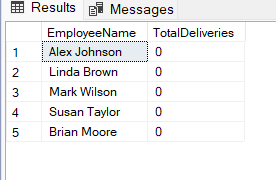 Results Messages
EmployeeName TotalDeliveries
1 Alex Johnson 0
2 Linda Brown 0
3 Mark Wilson 0
4 Susan Taylor 0
5 Brian Moore 0